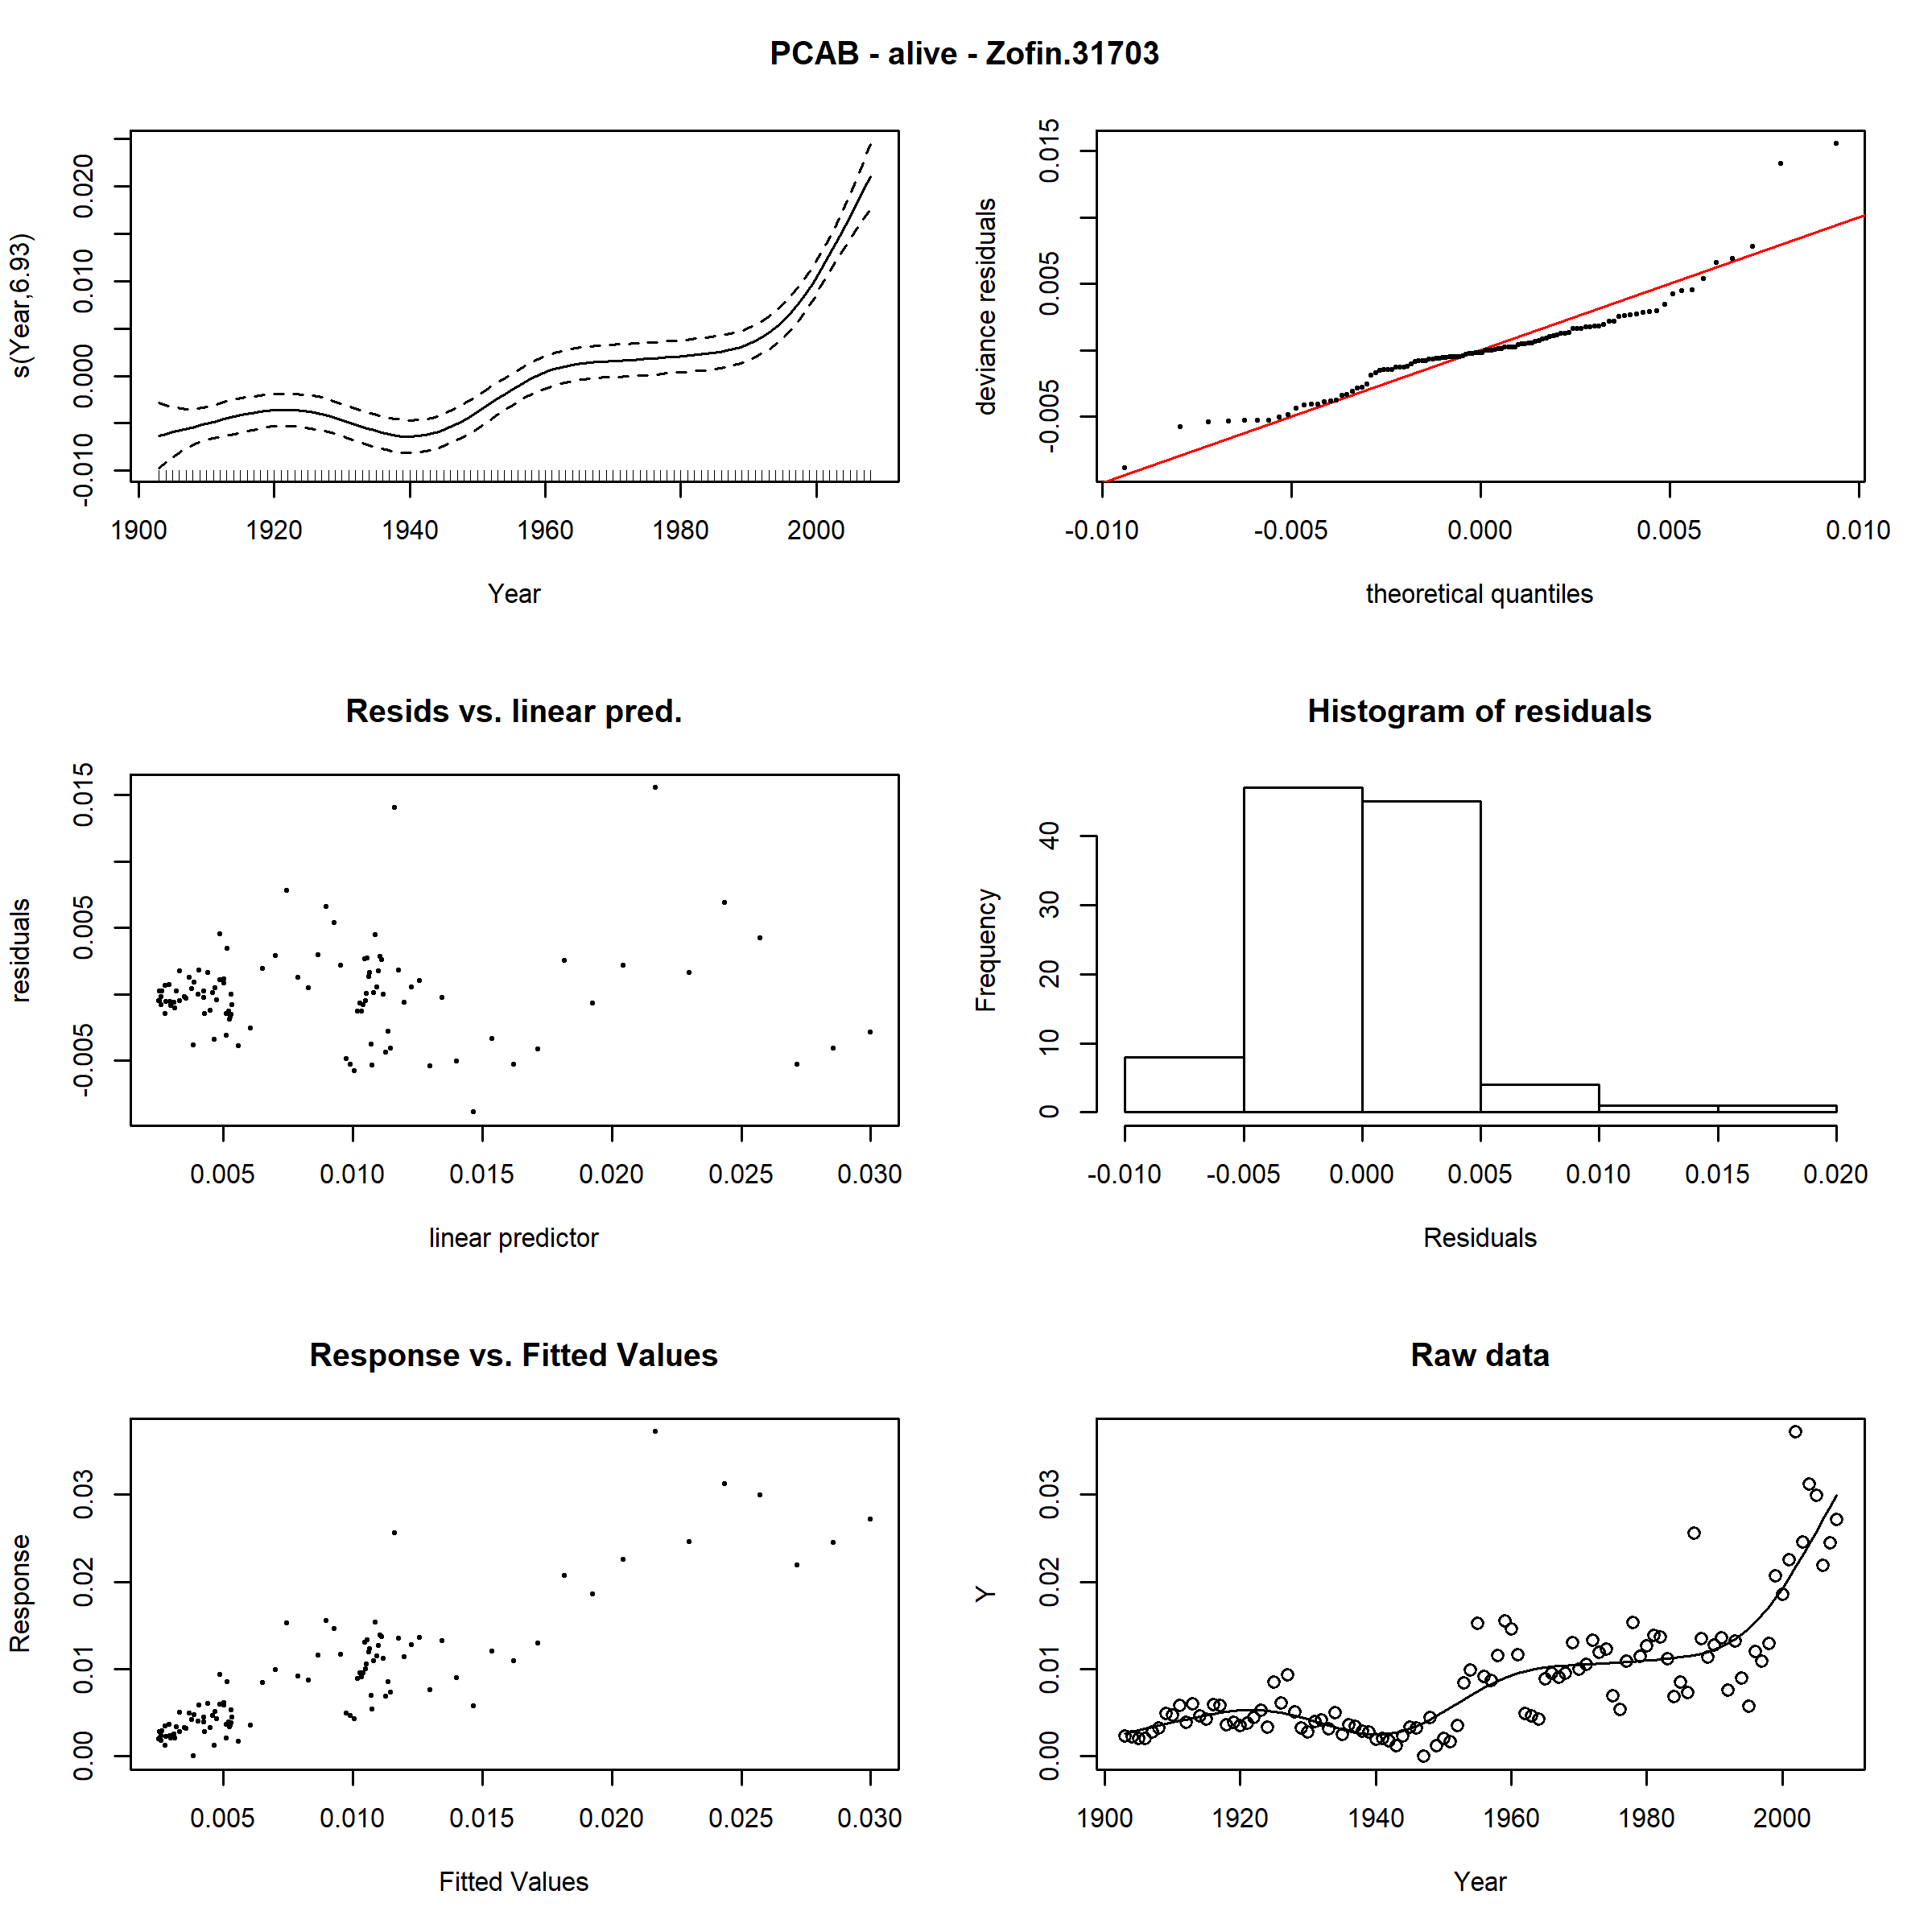 PCAB - alive - Zofin.31703
s(Year,6.93)
-0.010 0.000 0.010 0.020
1900 1920 1940 1960 1980 2000
Year
deviance residuals
-0.005 0.005 0.015
-0.010 -0.005 0.000 0.005 0.010
theoretical quantiles
Resids vs. linear pred.
residuals
-0.005 0.005 0.015
0.005 0.010 0.015 0.020 0.025 0.030
linear predictor
Histogram of residuals
Frequency
0 10 20 30 40
-0.010 -0.005 0.000 0.005 0.010 0.015 0.020
Residuals
Response vs. Fitted Values
Response
0.00 0.01 0.02 0.03
0.005 0.010 0.015 0.020 0.025 0.030
Fitted Values
Raw data
Y
0.00 0.01 0.02 0.03
1900 1920 1940 1960 1980 2000
Year